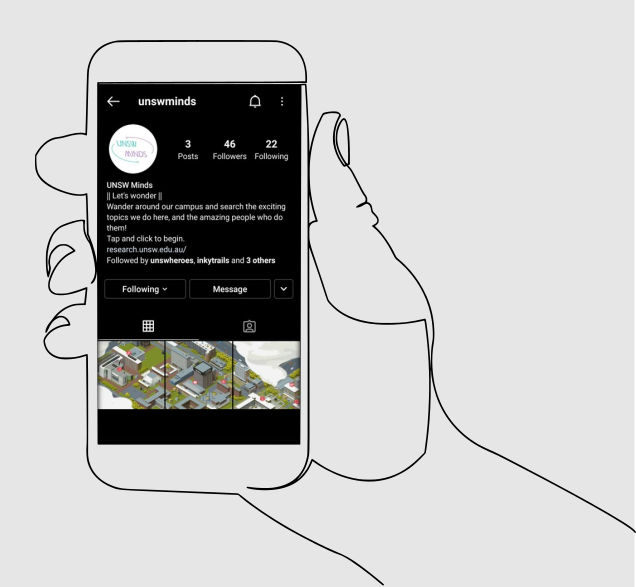 unswminds
UNSW
MINDS
3 46 22
Posts Followers Following
UNSW Minds
|| Let's wonder ||
Wander around our campus and search the exciting
topics we do here, and the amazing people who do
them!
Tap and click to begin.
research.unsw.edu.au/
Followed by unswheroes, inkytrails and 3 others
Following Message